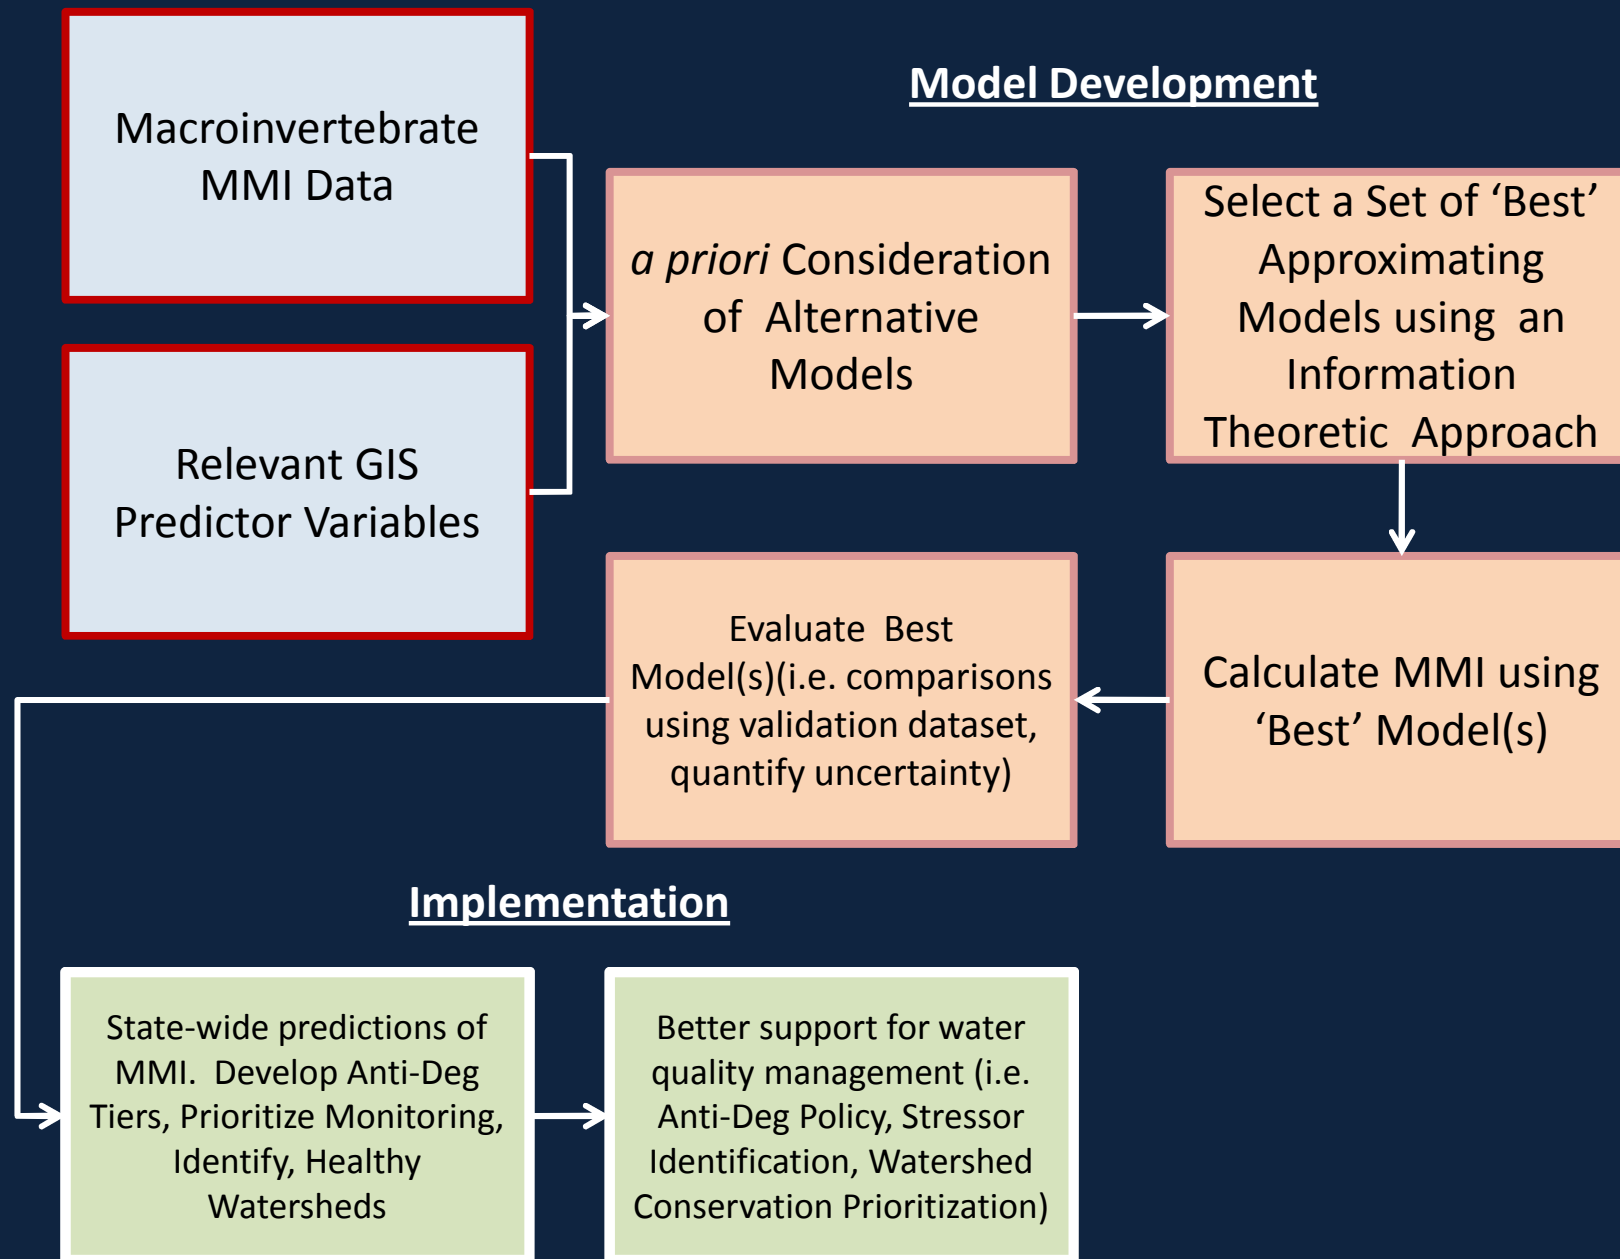 Model Development
Macroinvertebrate
MMI Data
Relevant GIS
Predictor Variables
a priori Consideration
of Alternative
Models
Select a Set of ‘Best’
Approximating
Models using an
Information
Theoretic Approach
Calculate MMI using
‘Best’ Model(s)
Evaluate Best
Model(s)(i.e. comparisons
using validation dataset,
quantify uncertainty)
Implementation
State-wide predictions of
MMI. Develop Anti-Deg
Tiers, Prioritize Monitoring,
Identify, Healthy
Watersheds
Better support for water
quality management (i.e.
Anti-Deg Policy, Stressor
Identification, Watershed
Conservation Prioritization)